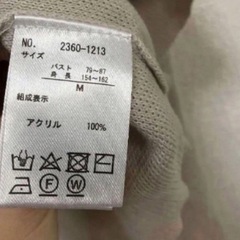 NO. 2360-1213
サイズ
バスト 79〜87
身長 154〜162
M
組成表示
アクリル 100%
F W